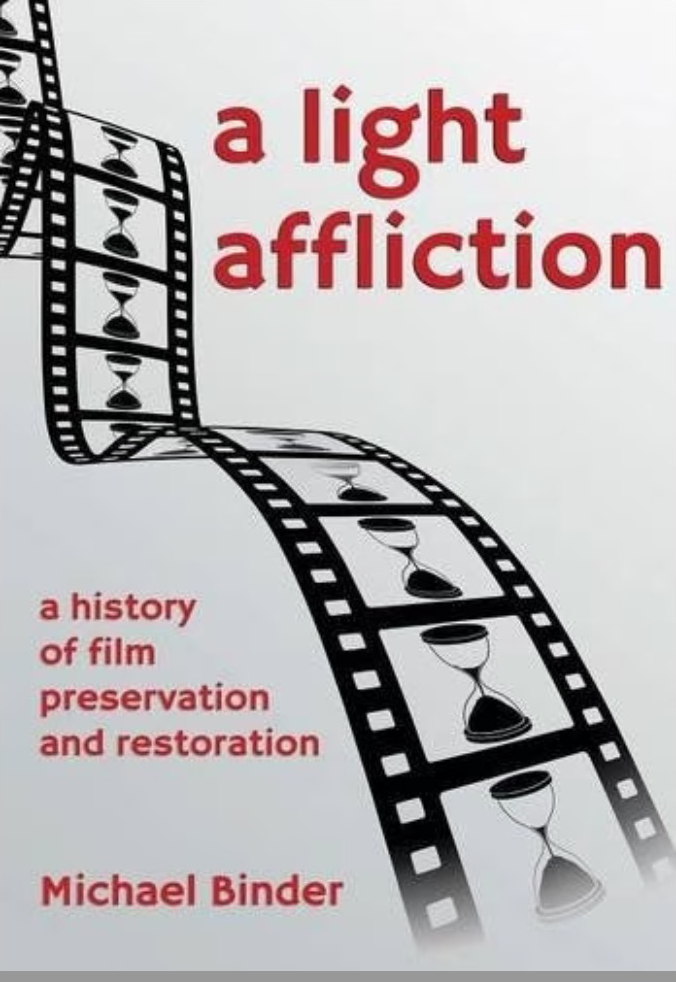 a light
affliction
a history
of film
preservation
and restoration
Michael Binder